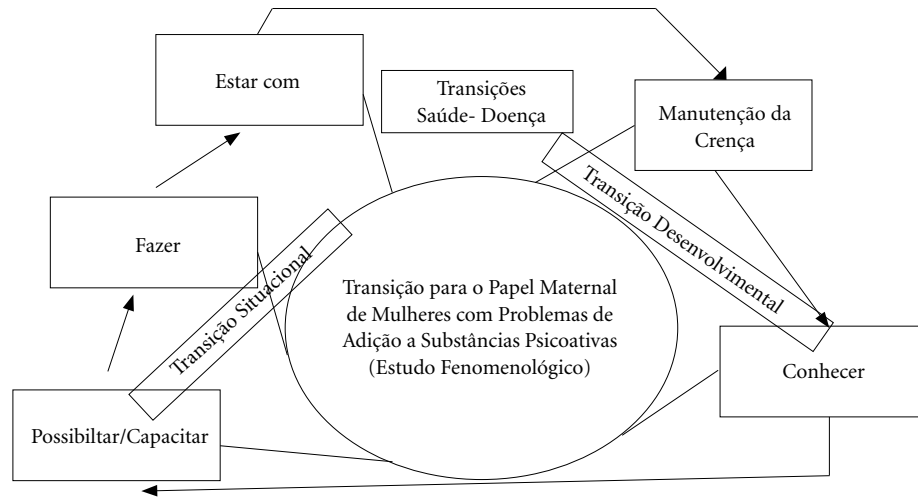 Estar com
Transições
Saúde- Doença
Manutenção da
Crença
Fazer
Transição Situacional
Transição Desenvolvimental
Transição para o Papel Maternal
de Mulheres com Problemas de
Adição a Substâncias Psicoativas
(Estudo Fenomenológico)
Conhecer
Possibiltar/Capacitar